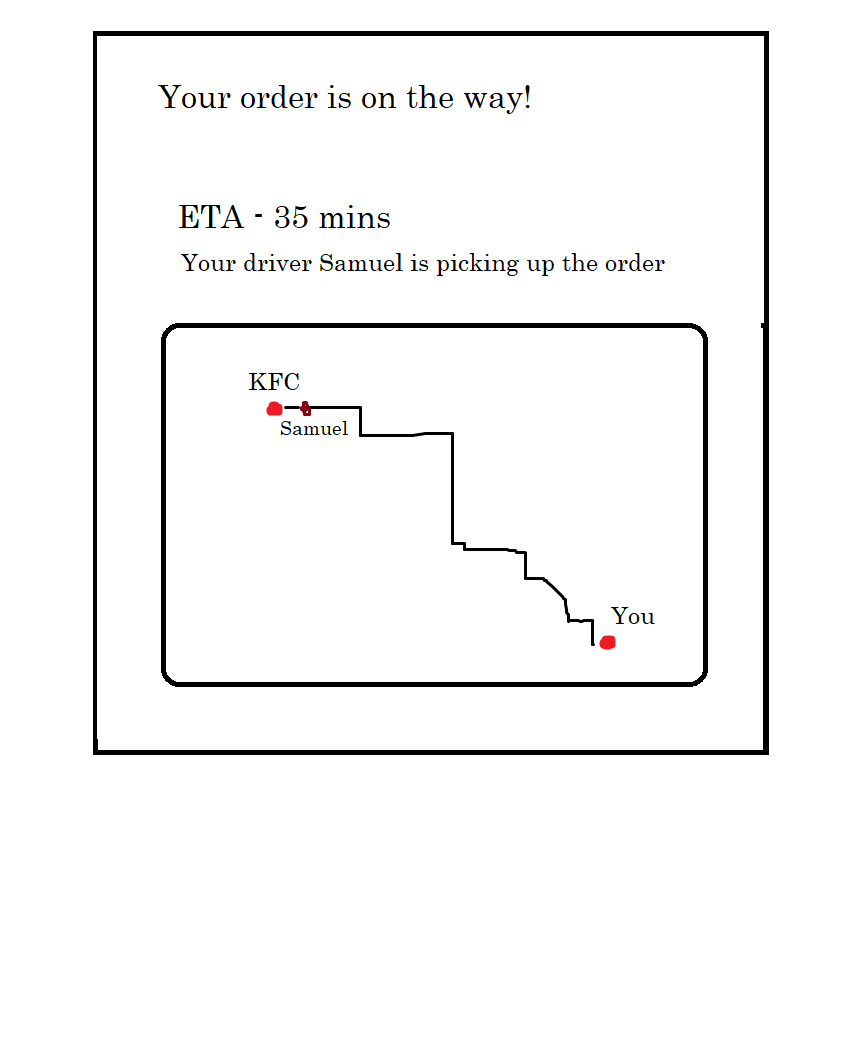 Your order is on the way!
ETA - 35 mins
Your driver Samuel is picking up the order
KFC
Samuel
You